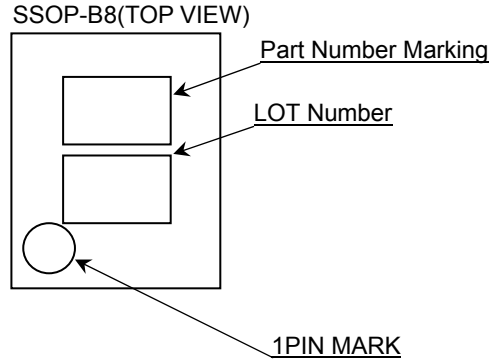 SSOP-B8(TOP VIEW)
Part Number Marking
LOT Number
1PIN MARK